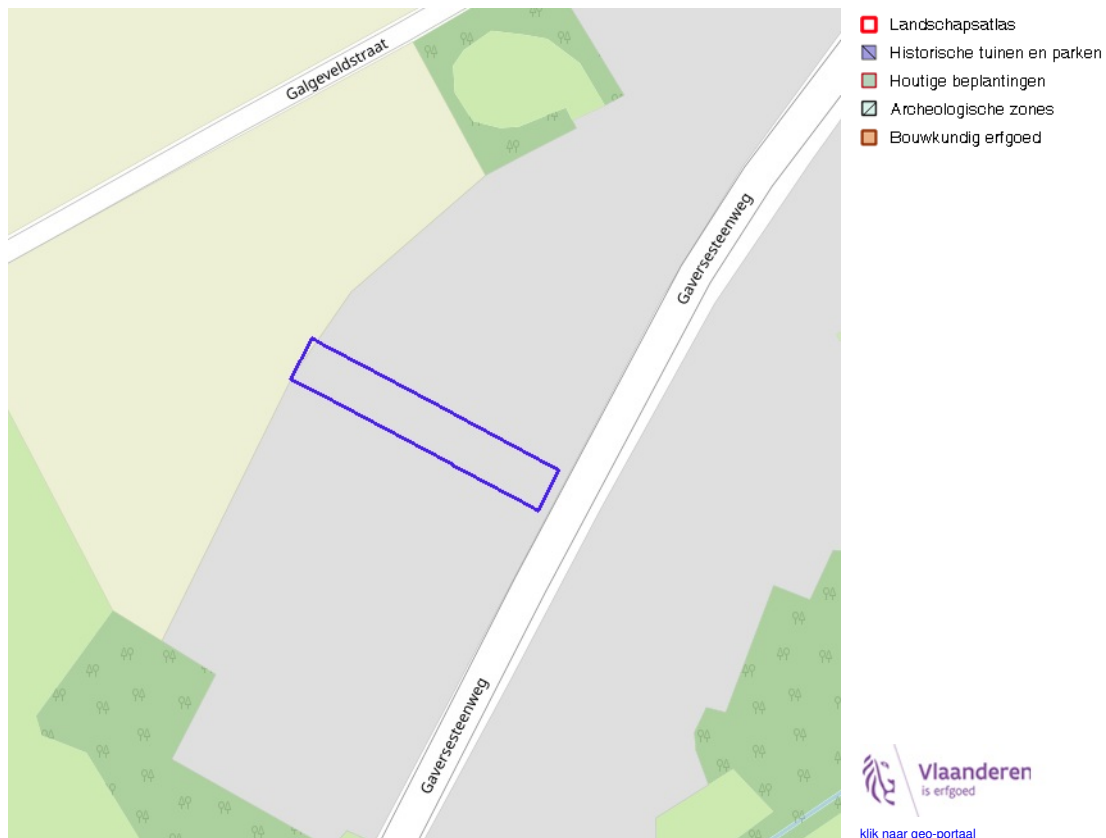 Galgeveldstraat
Gaversesteenweg
Gaversesteenweg
Landschapsatlas
Historische tuinen en parken
Houtige beplantingen
Archeologische zones
Bouwkundig erfgoed
Vlaanderen
is erfgoed
klik naar geo-portaal